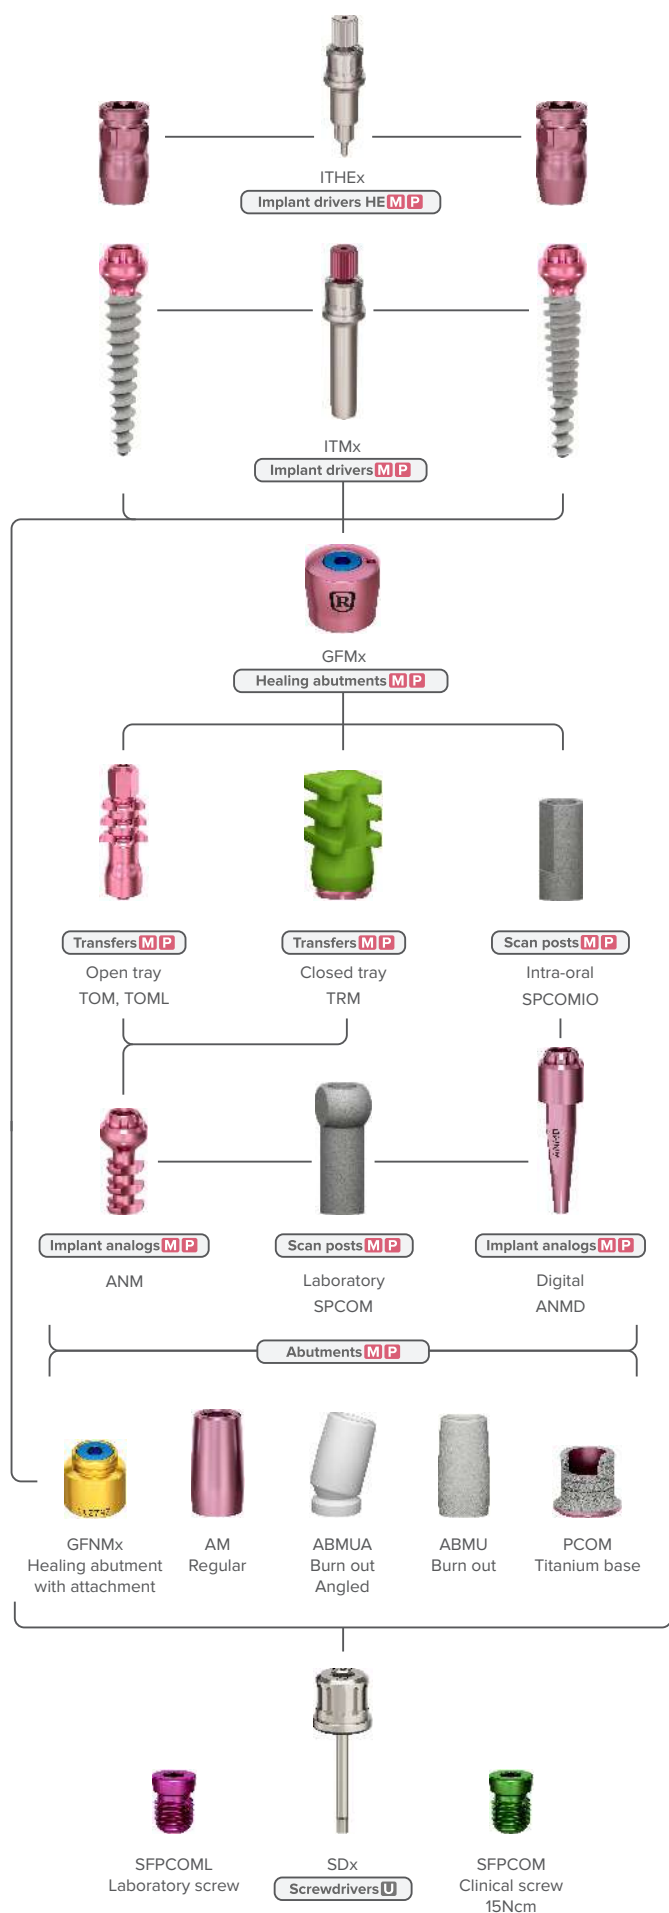 ITHEx
Implant drivers HE M P
ITMx
Implant drivers M P
R
GFMx
Healing abutments M P
Transfers M P
Transfers M P
Scan posts M P
Open tray
Closed tray
Intra-oral
TOM, TOML
TRM
SPCOMIO
ANMD
Implant analogs M P
Scan posts M P
Implant analogs M P
ANM
Laboratory
Digital
SPCOM
ANMD
Abutments M P
GFNMx
AM
ABMUA
ABMU
PCOM
Healing abutment
Regular
Burn out
Burn out
Titanium base
with attachment
Angled
SFPCOML
SDx
SFPCOM
Laboratory screw
Screwdrivers U
Clinical screw
15Ncm